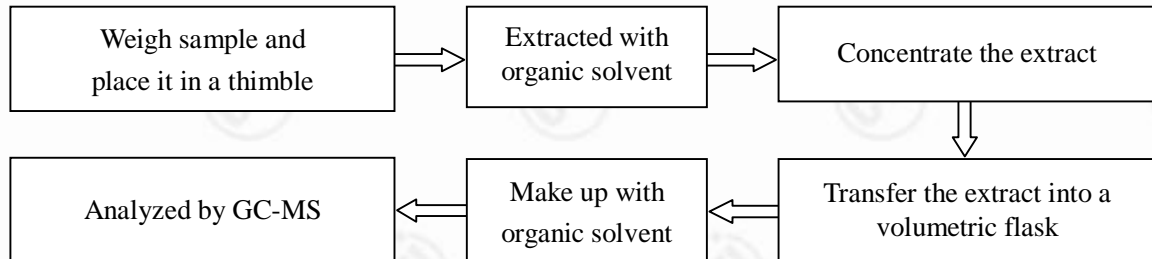 Weigh sample and
place it in a thimble
Extracted with
organic solvent
Concentrate the extract
Transfer the extract into a
volumetric flask
Make up with
organic solvent
Analyzed by GC-MS